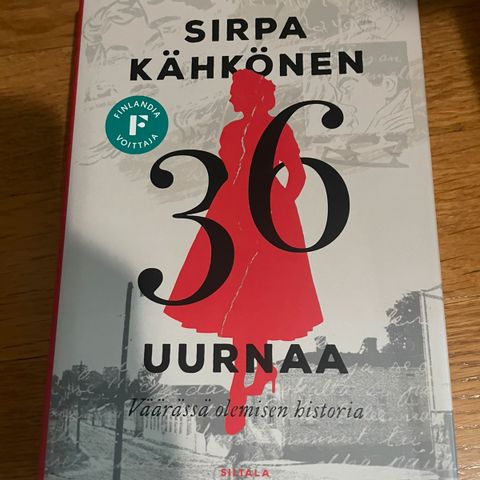 SIRPA
KÄHKÖNEN
FINLANDIA
F
VOITTAJA
36
UURNAA
Väärässä olemisen historia
SILTALA